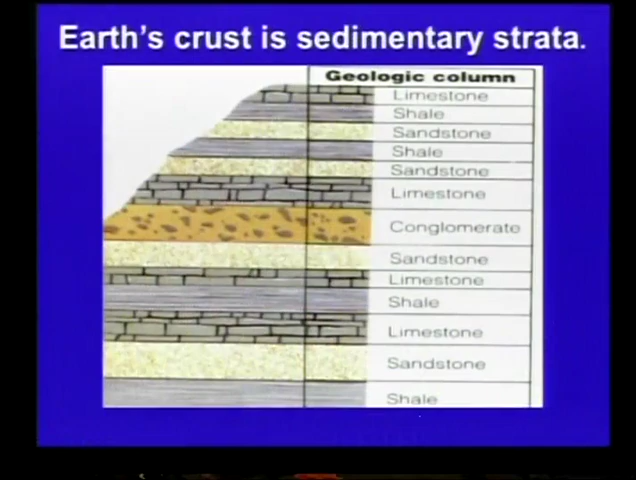 Earth's crust is sedimentary strata.
Geologic column
Limestone
Shale
Sandstone
Shale
Sandstone
Limestone
Conglomerate
Sandstone
Limestone
Shale
Limestone
Sandstone
Shale